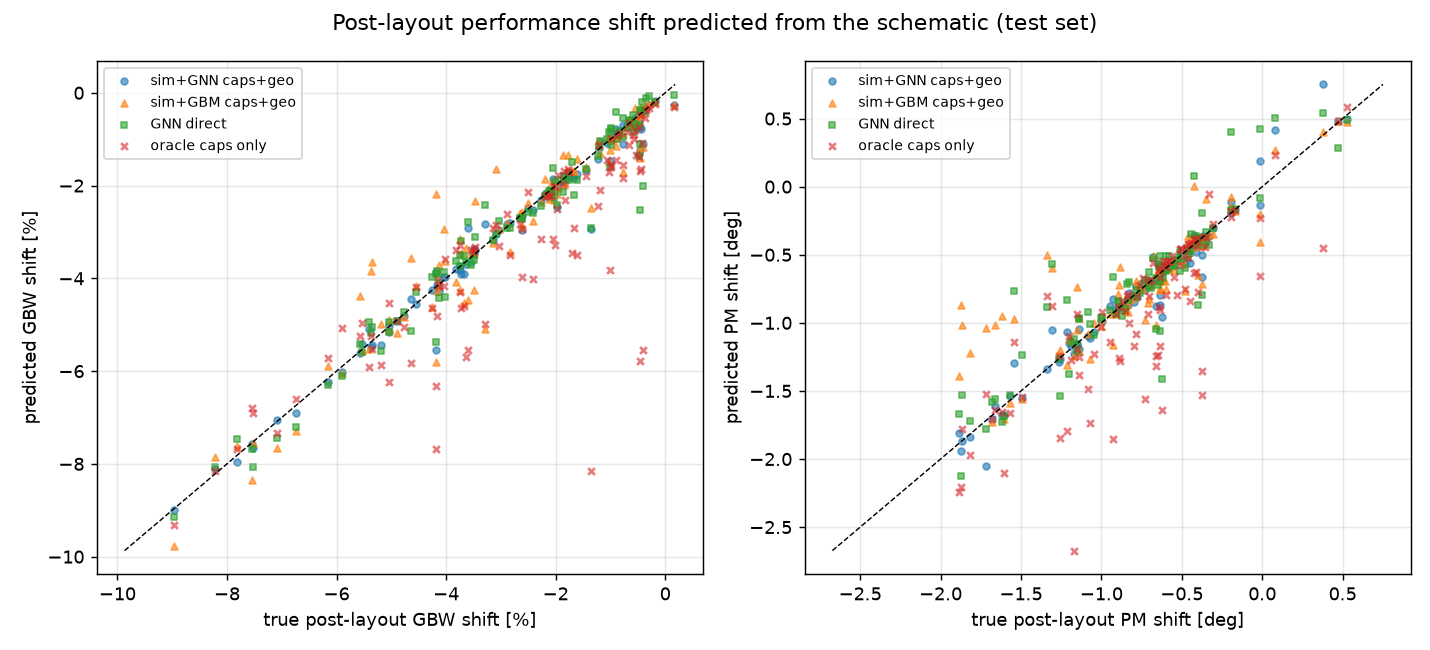 Post-layout performance shift predicted from the schematic (test set)
sim+GNN caps+geo
sim+GBM caps+geo
GNN direct
oracle caps only
0
−2
−4
−6
−8
−10
predicted GBW shift [%]
−10
−8
−6
−4
−2
0
true post-layout GBW shift [%]
sim+GNN caps+geo
sim+GBM caps+geo
GNN direct
oracle caps only
0.5
0.0
−0.5
−1.0
−1.5
−2.0
−2.5
predicted PM shift [deg]
−2.5
−2.0
−1.5
−1.0
−0.5
0.0
0.5
true post-layout PM shift [deg]